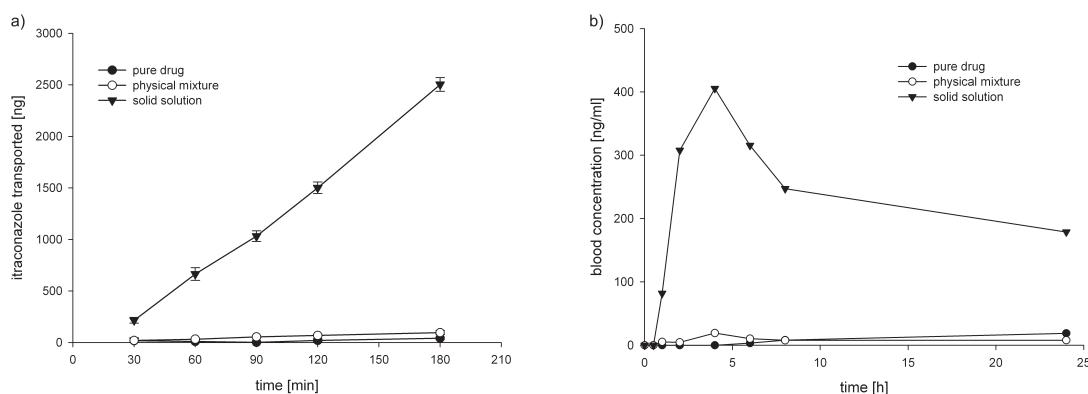 a)
3000
2500
2000
1500
1000
500
0
itraconazole transported [ng]
pure drug
physical mixture
solid solution
0 30 60 90 120 150 180 210
time [min]
b)
500
400
300
200
100
0
blood concentration [ng/ml]
pure drug
physical mixture
solid solution
0 5 10 15 20 25
time [h]